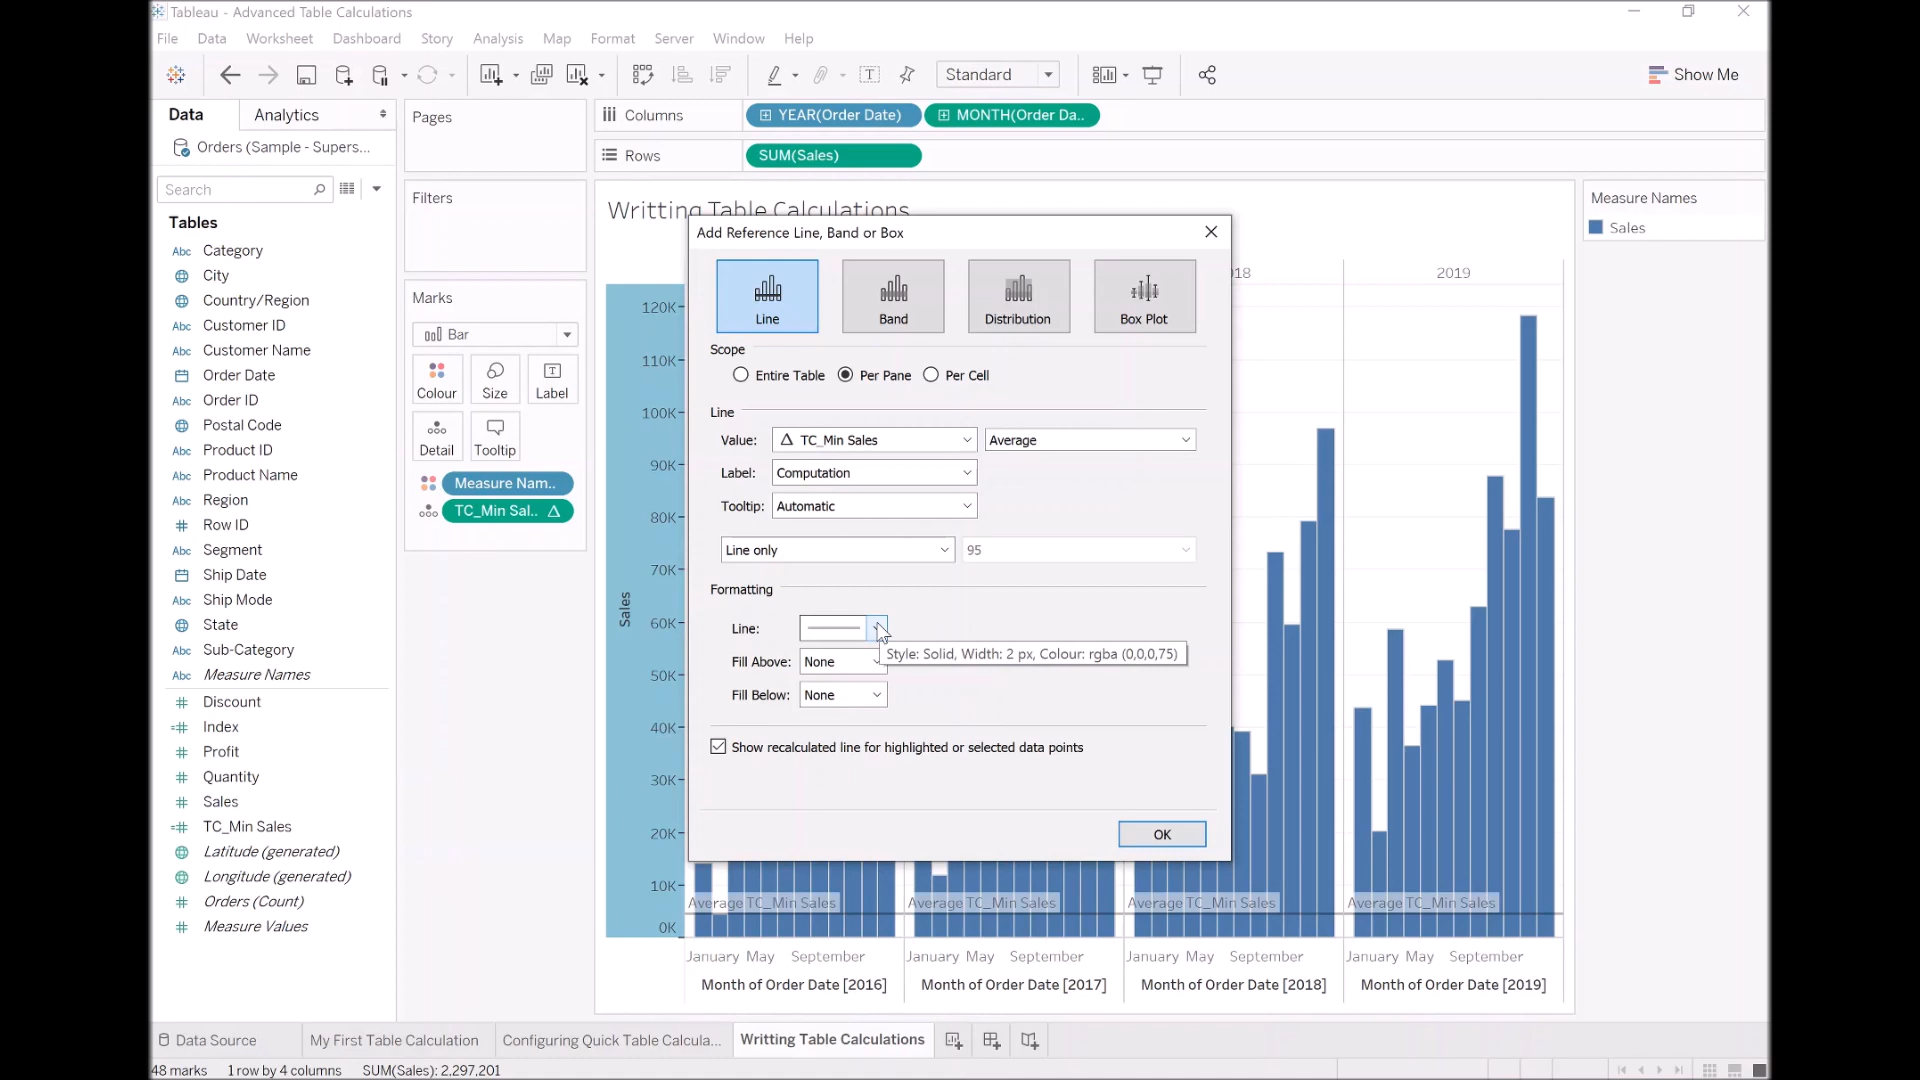 Tableau - Advanced Table Calculations
File Data Worksheet Dashboard Story Analysis Map Format Server Window Help
Standard
Show Me
Data Analytics
Orders (Sample - Supers...
Search
Tables
Abc Category
City
Country/Region
Abc Customer ID
Abc Customer Name
Order Date
Abc Order ID
Postal Code
Abc Product ID
Abc Product Name
Abc Region
# Row ID
Abc Segment
Ship Date
Abc Ship Mode
State
Abc Sub-Category
Abc Measure Names
# Discount
=# Index
# Profit
# Quantity
# Sales
=# TC_Min Sales
Latitude (generated)
Longitude (generated)
# Orders (Count)
# Measure Values
Pages
Filters
Marks
Bar
Colour Size Label
Detail Tooltip
Measure Nam..
TC_Min Sal.. Δ
Columns YEAR(Order Date) MONTH(Order Da..
Rows SUM(Sales)
Writting Table Calculations
Add Reference Line, Band or Box
Line Band Distribution Box Plot
Scope
Entire Table Per Pane Per Cell
Line
Value: Δ TC_Min Sales Average
Label: Computation
Tooltip: Automatic
Line only 95
Formatting
Line:
Style: Solid, Width: 2 px, Colour: rgba (0,0,0,75)
Fill Above: None
Fill Below: None
Show recalculated line for highlighted or selected data points
OK
18 2019
Sales
120K
110K
100K
90K
80K
70K
60K
50K
40K
30K
20K
10K
0K
Average TC_Min Sales Average TC_Min Sales Average TC_Min Sales Average TC_Min Sales
January May September January May September January May September January May September
Month of Order Date [2016] Month of Order Date [2017] Month of Order Date [2018] Month of Order Date [2019]
Measure Names
Sales
Data Source My First Table Calculation Configuring Quick Table Calcula... Writting Table Calculations
48 marks 1 row by 4 columns SUM(Sales): 2,297,201